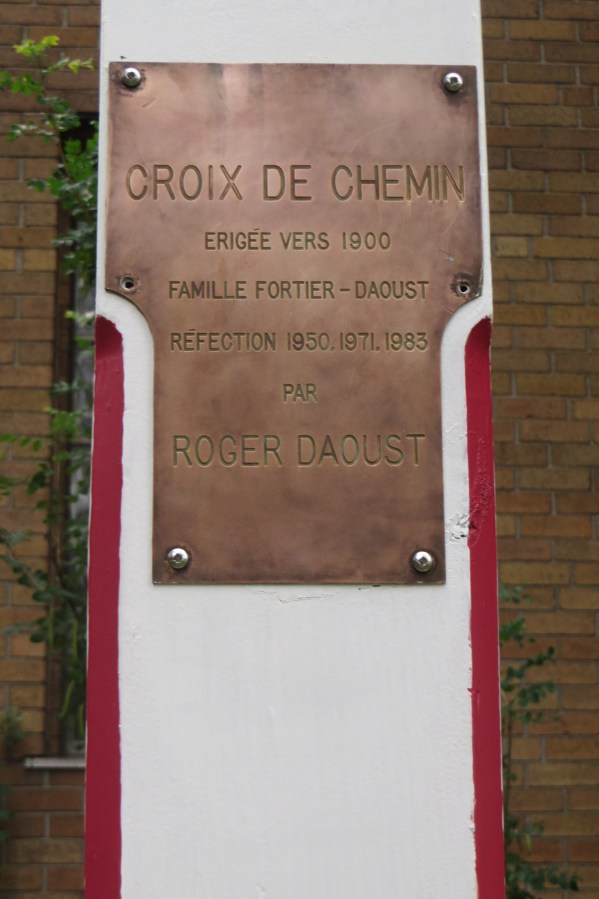 CROIX DE CHEMIN
ERIGÉE VERS 1900
FAMILLE FORTIER-DAOUST
RÉFECTION 1950.1971.1983
PAR
ROGER DAOUST